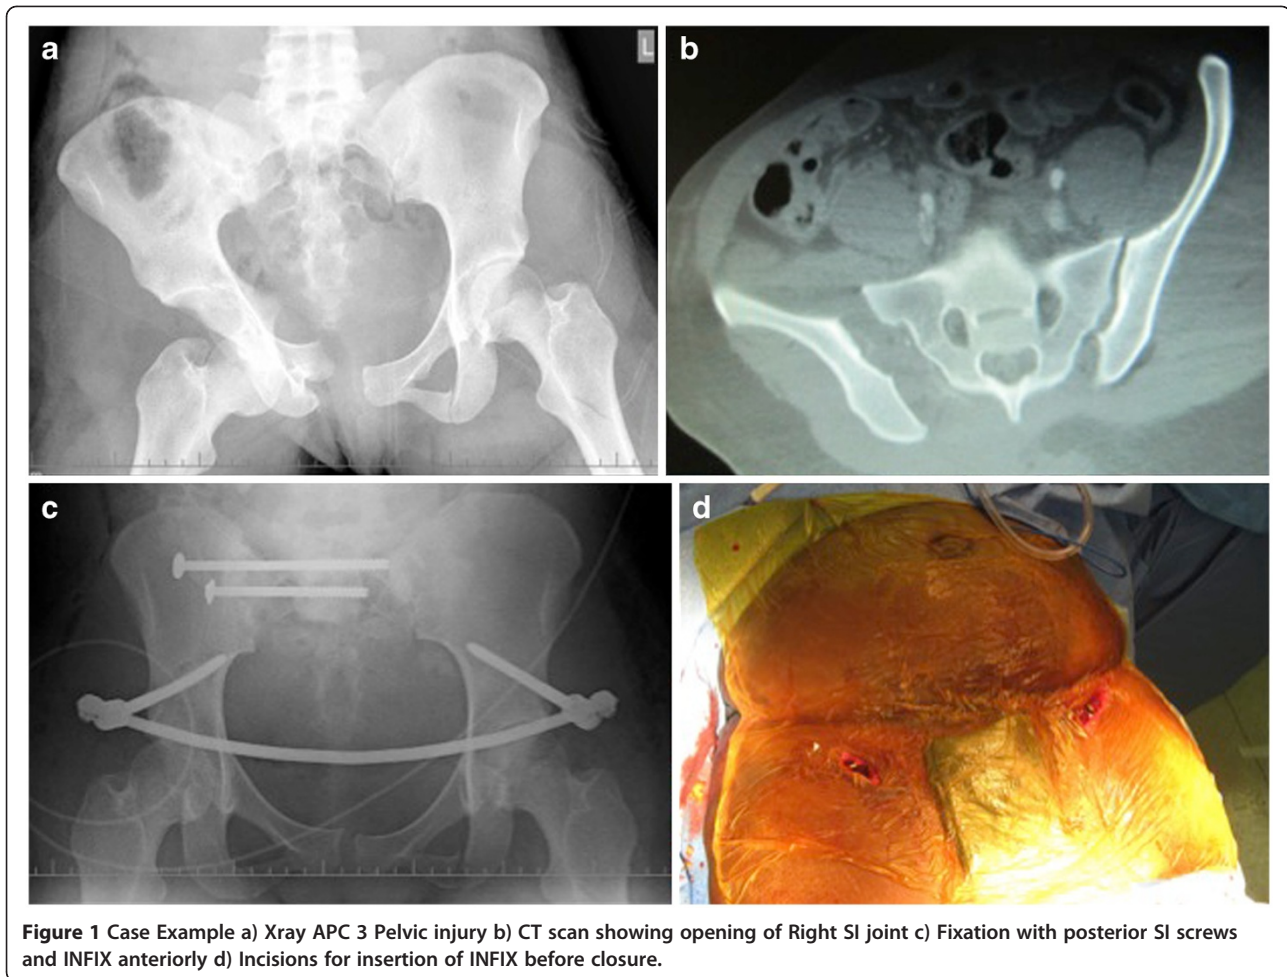 a
L
b
c
d
Figure 1 Case Example a) Xray APC 3 Pelvic injury b) CT scan showing opening of Right SI joint c) Fixation with posterior SI screws
and INFIX anteriorly d) Incisions for insertion of INFIX before closure.